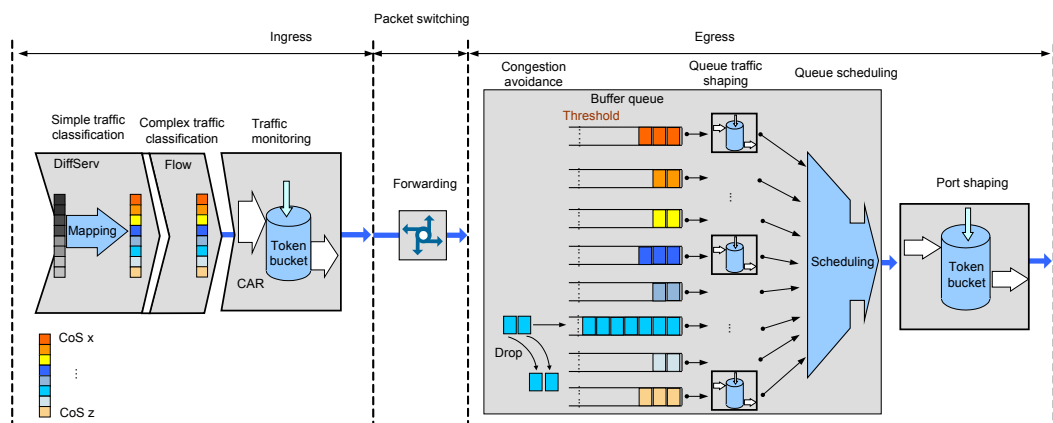 Packet switching
Ingress
Egress
Congestion
avoidance
Queue traffic
shaping
Queue scheduling
Buffer queue
Threshold
Simple traffic
classification
Complex traffic
classification
Traffic
monitoring
DiffServ
Flow
Forwarding
Port shaping
Mapping
Token
bucket
CAR
...
...
Scheduling
Token
bucket
...
...
Drop
CoS x
...
CoS z